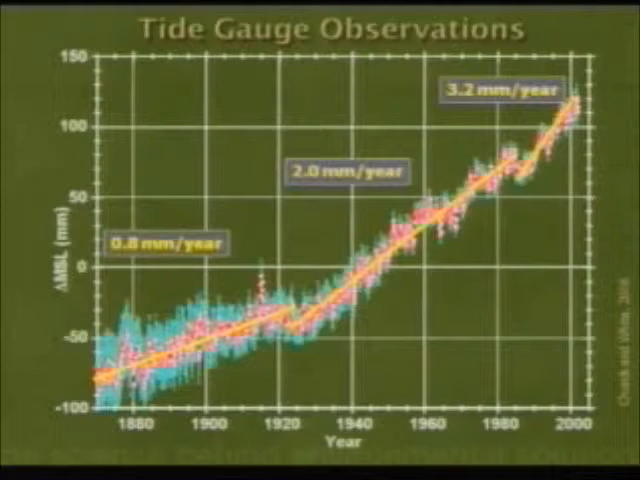 Tide Gauge Observations
150
100
50
0
-50
-100
ΔMSL (mm)
3.2 mm/year
2.0 mm/year
0.8 mm/year
1880 1900 1920 1940 1960 1980 2000
Year
Church and White, 2006